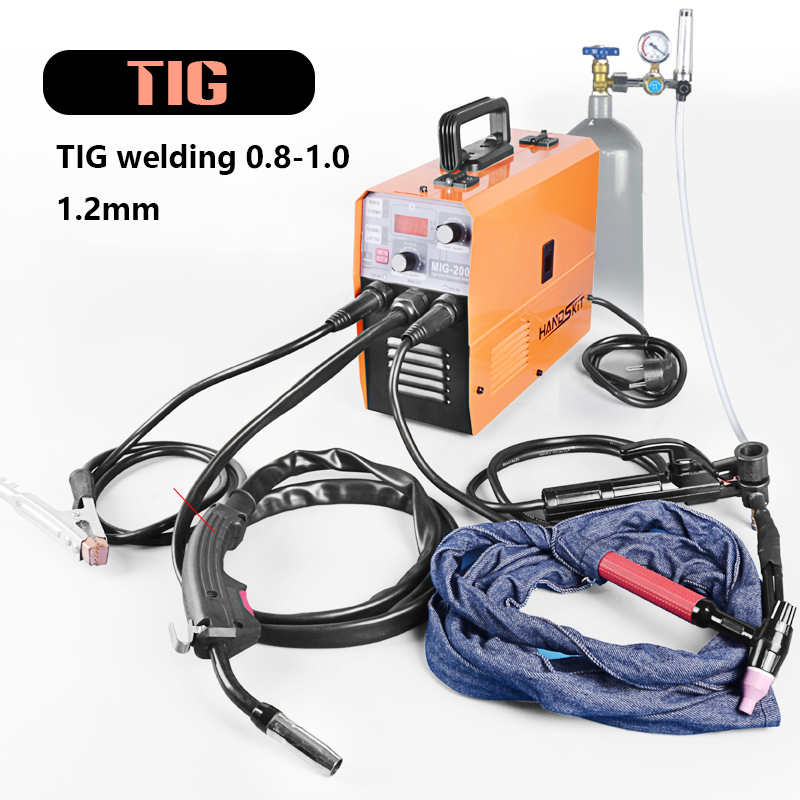 TIG
TIG welding 0.8-1.0
1.2mm
MIG-200
HANDSKIT